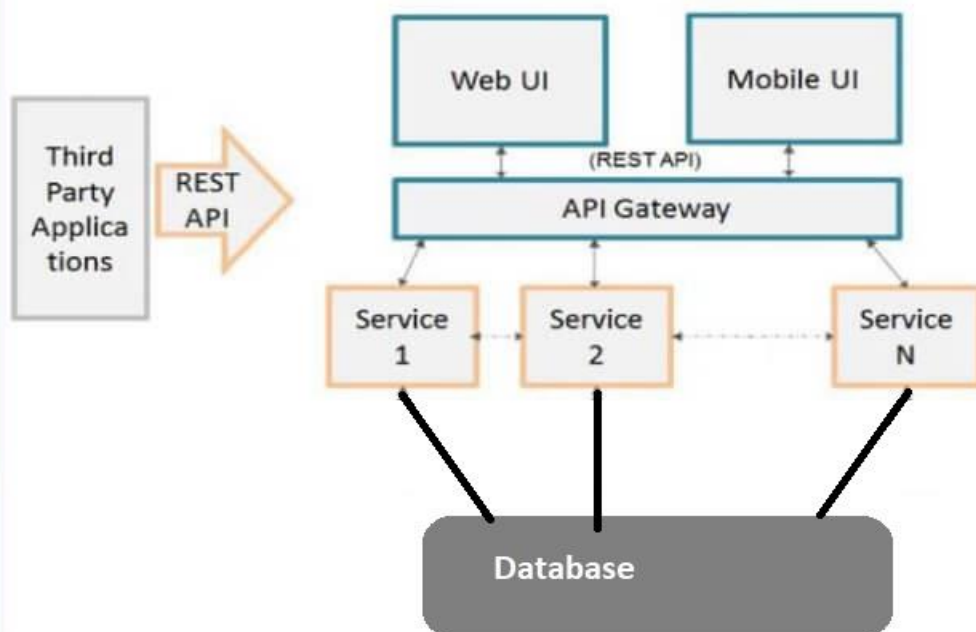 Web UI
Mobile UI
Third
Party
Applica
tions
REST
API
(REST API)
API Gateway
Service
1
Service
2
Service
N
Database